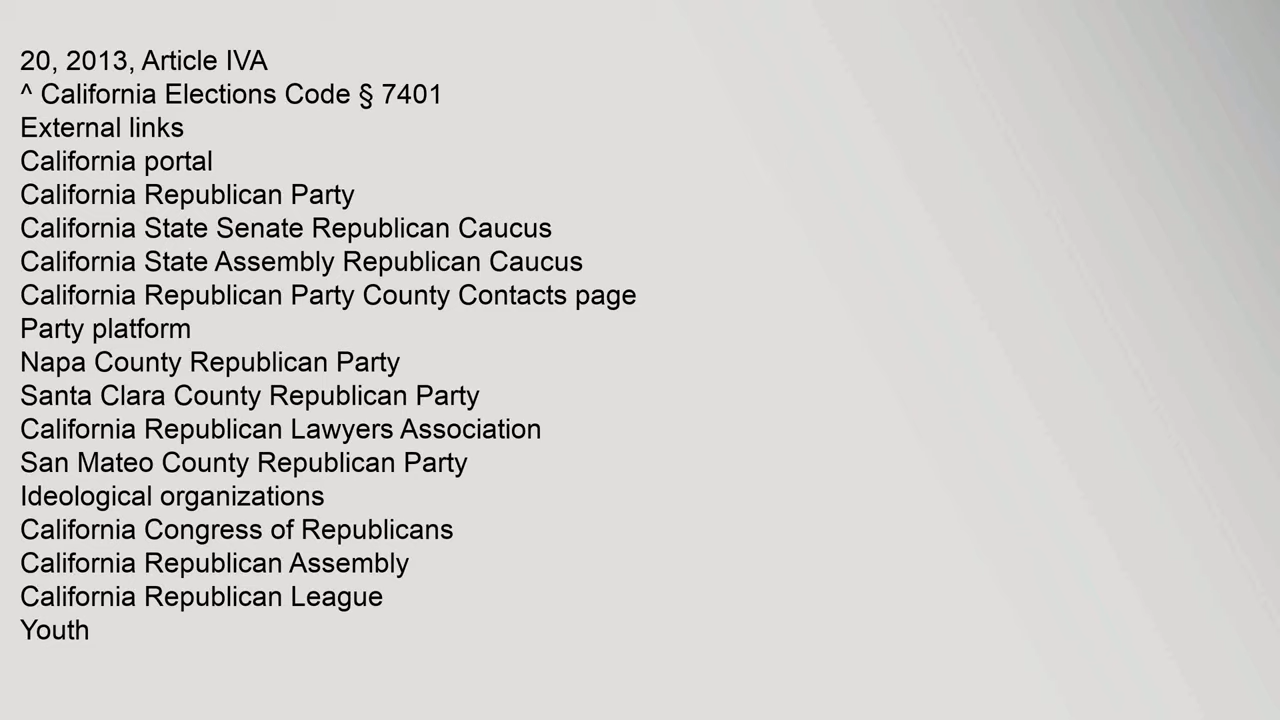 20, 2013, Article IVA
^ California Elections Code § 7401
External links
California portal
California Republican Party
California State Senate Republican Caucus
California State Assembly Republican Caucus
California Republican Party County Contacts page
Party platform
Napa County Republican Party
Santa Clara County Republican Party
California Republican Lawyers Association
San Mateo County Republican Party
Ideological organizations
California Congress of Republicans
California Republican Assembly
California Republican League
Youth